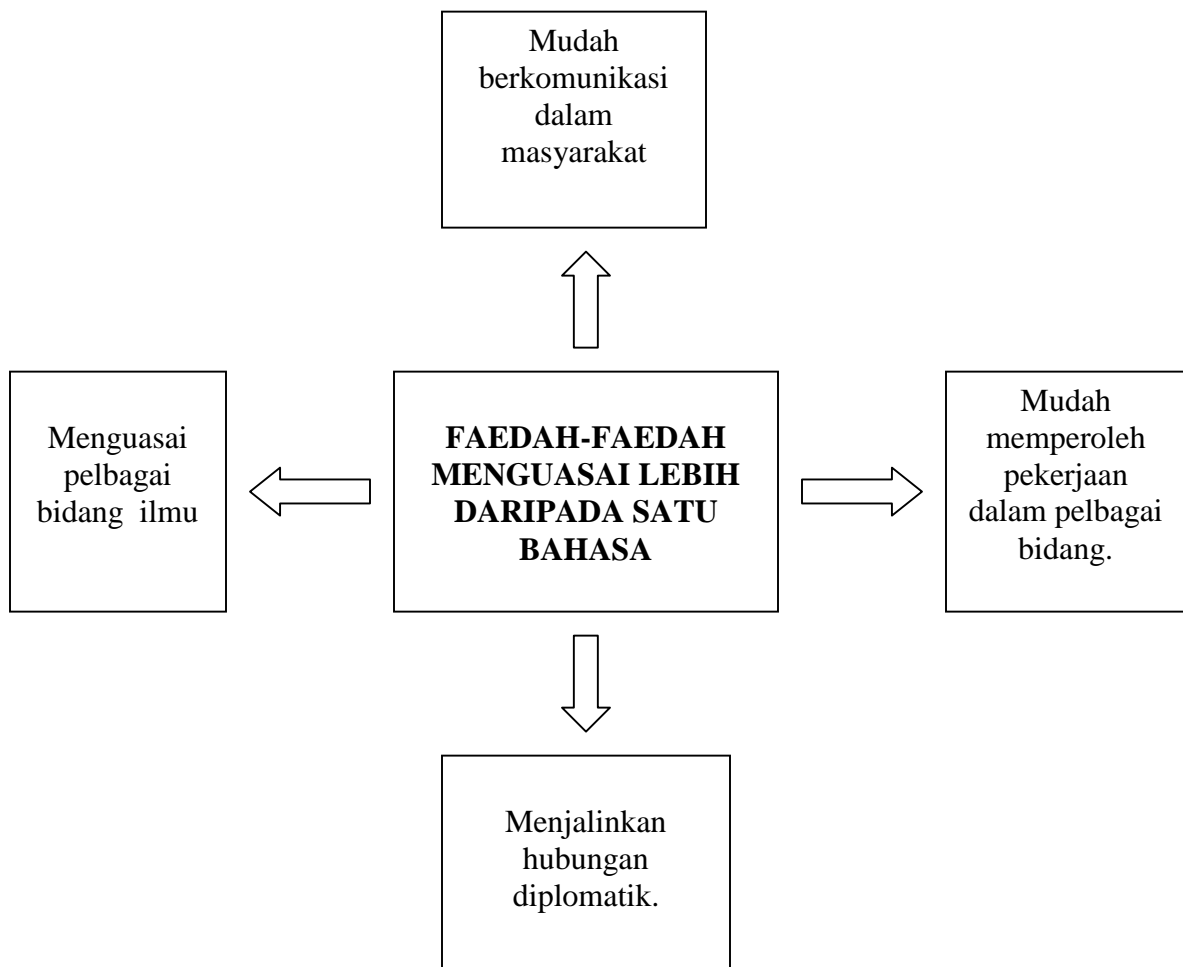 Mudah
berkomunikasi
dalam
masyarakat
Menguasai
pelbagai
bidang ilmu
FAEDAH-FAEDAH
MENGUASAI LEBIH
DARIPADA SATU
BAHASA
Mudah
memperoleh
pekerjaan
dalam pelbagai
bidang.
Menjalinkan
hubungan
diplomatik.